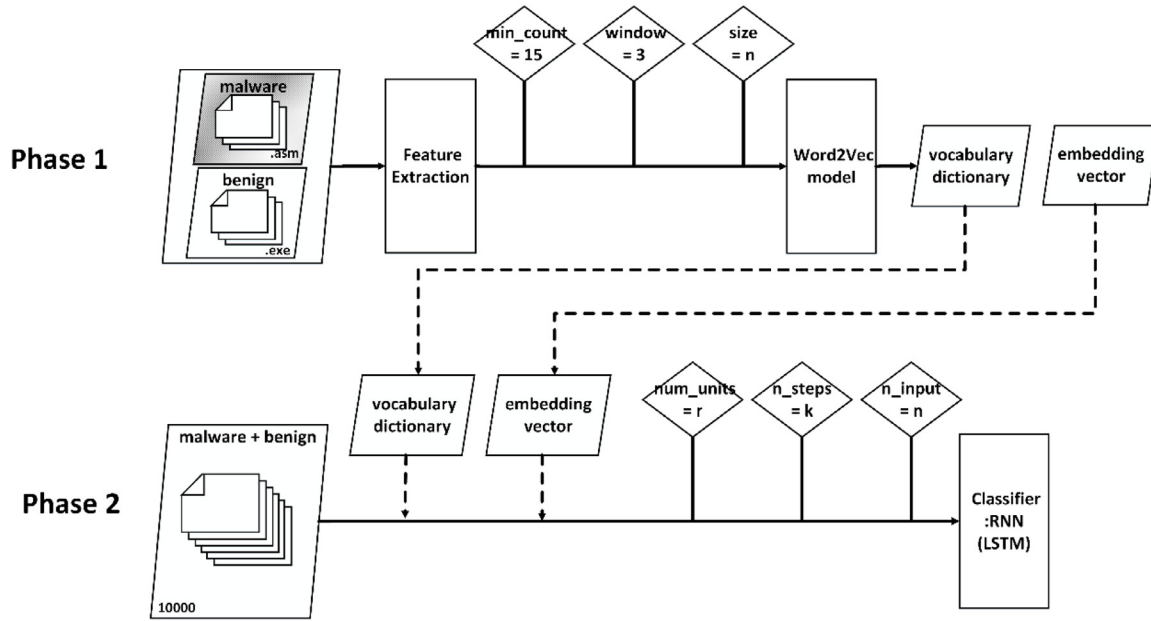 Phase 1
malware
.asm
benign
.exe
Feature
Extraction
min_count
= 15
window
= 3
size
= n
Word2Vec
model
vocabulary
dictionary
embedding
vector
Phase 2
malware + benign
10000
vocabulary
dictionary
embedding
vector
num_units
= r
n_steps
= k
n_input
= n
Classifier
:RNN
(LSTM)